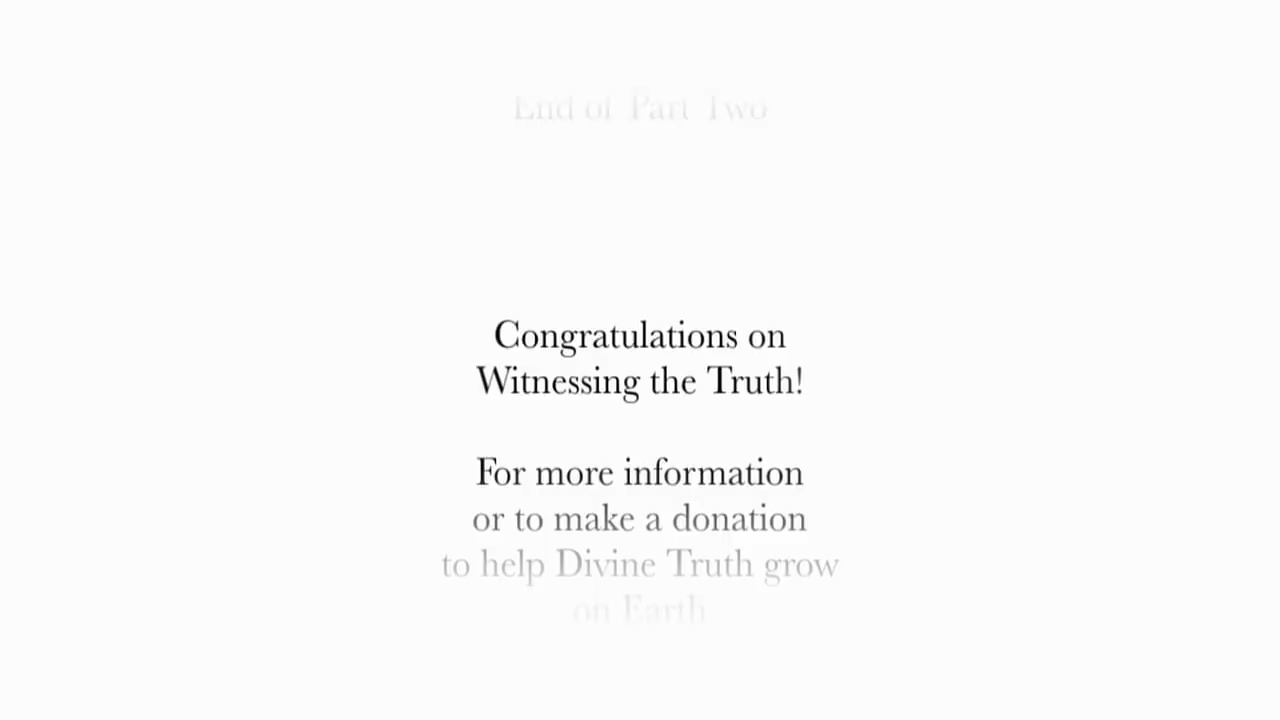 End of Part Two
Congratulations on
Witnessing the Truth!
For more information
or to make a donation
to help Divine Truth grow
on Earth